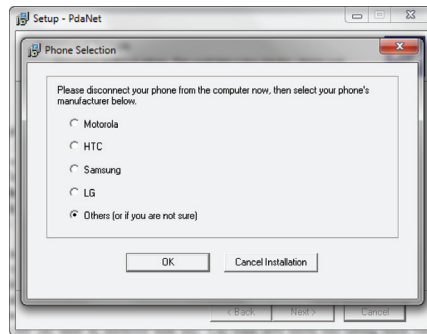 Setup - PdaNet
Phone Selection
Please disconnect your phone from the computer now, then select your phone's
manufacturer below.
Motorola
HTC
Samsung
LG
Others (or if you are not sure)
OK
Cancel Installation
< Back
Next >
Cancel